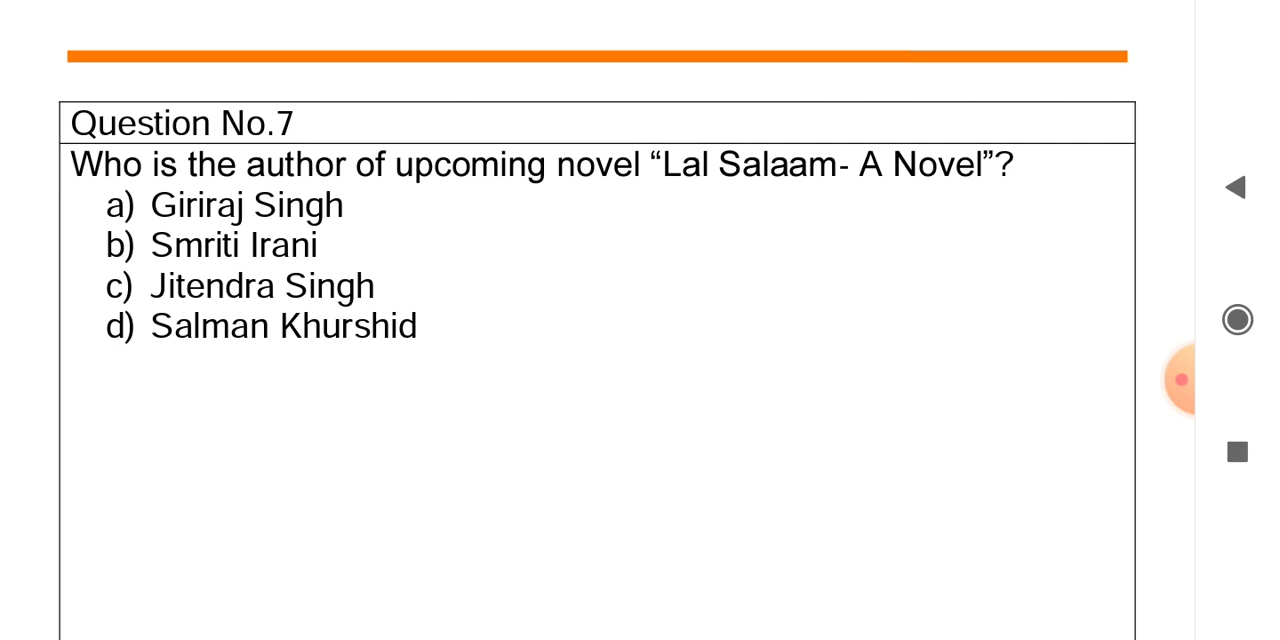 Question No.7
Who is the author of upcoming novel “Lal Salaam- A Novel”?
a) Giriraj Singh
b) Smriti Irani
c) Jitendra Singh
d) Salman Khurshid